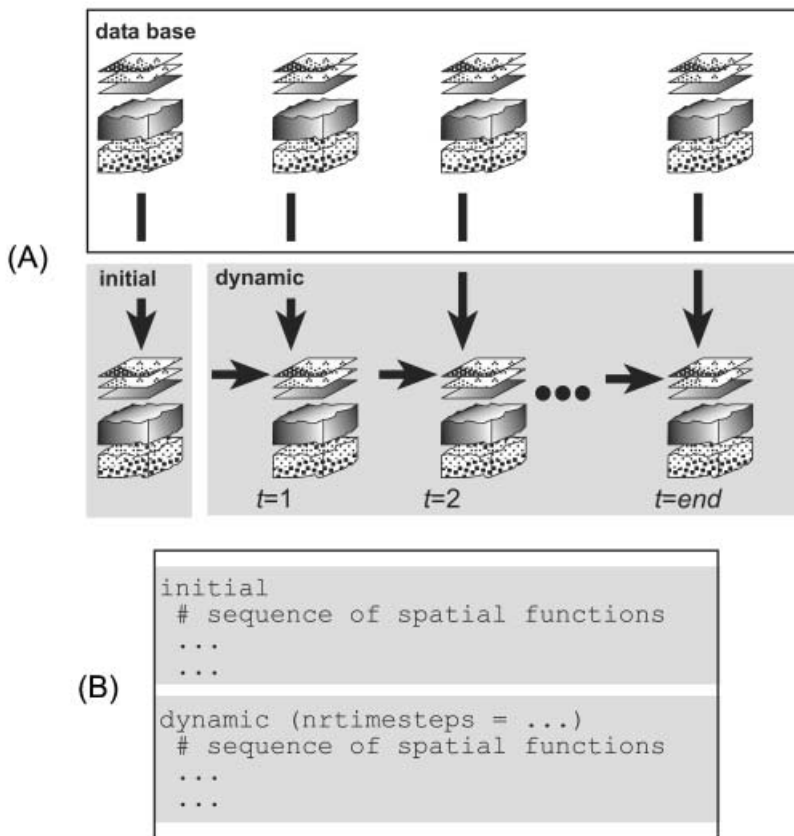 data base
(A)
initial
dynamic
t=1
t=2
t=end
(B)
initial
# sequence of spatial functions
...
...
dynamic (nrtimesteps = ...)
# sequence of spatial functions
...
...